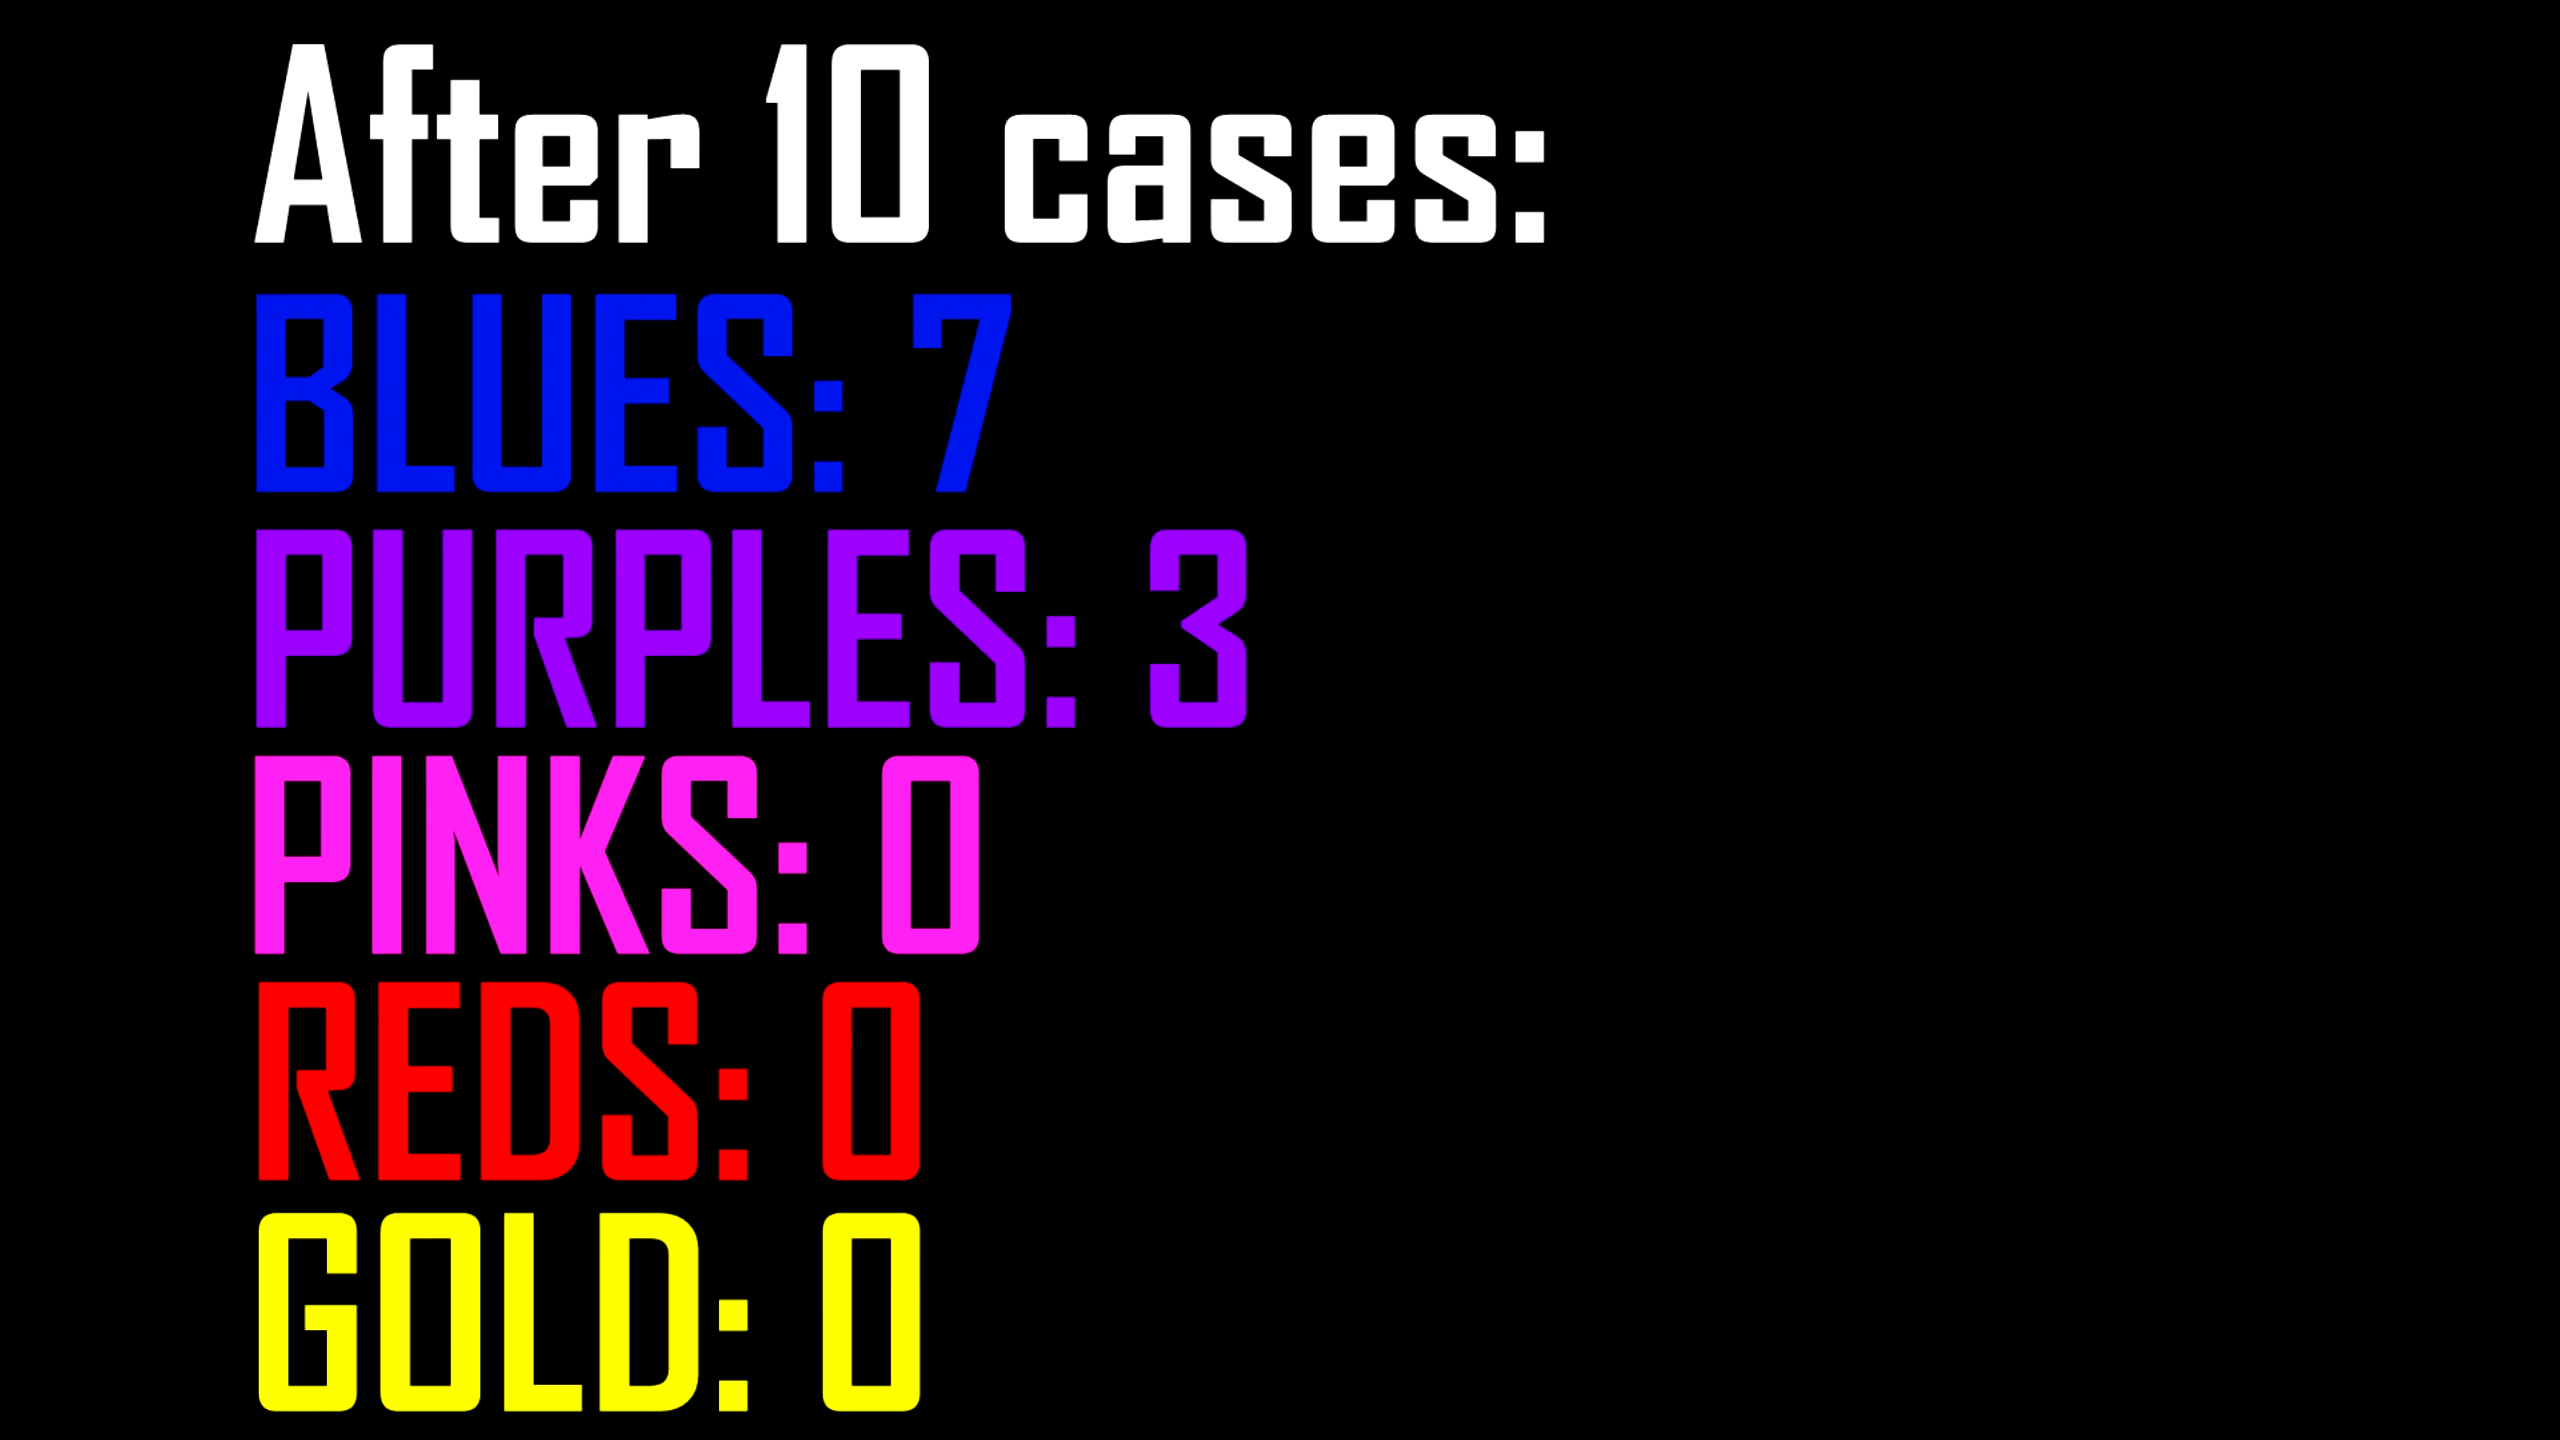 After 10 cases:
BLUES: 7
PURPLES: 3
PINKS: 0
REDS: 0
GOLD: 0